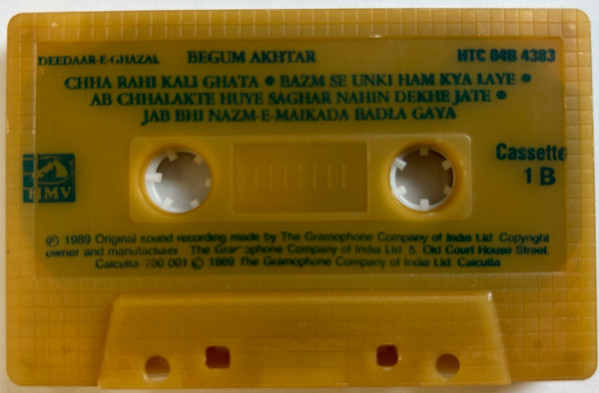 DEEDAAR-E-GHAZAL BEGUM AKHTAR HTC 04B 4383
CHHA RAHI KALI GHATA ● BAZM SE UNKI HAM KYA LAYE ●
AB CHHALAKTE HUYE SAGHAR NAHIN DEKHE JATE ●
JAB BHI NAZM-E-MAIKADA BADLA GAYA
HMV
Cassette
1 B
℗ 1989 Original sound recording made by The Gramophone Company of India Ltd Copyright
owner and manufacturer The Gramophone Company of India Ltd 5, Old Court House Street,
Calcutta-700 001 © 1989 The Gramophone Company of India Ltd. Calcutta